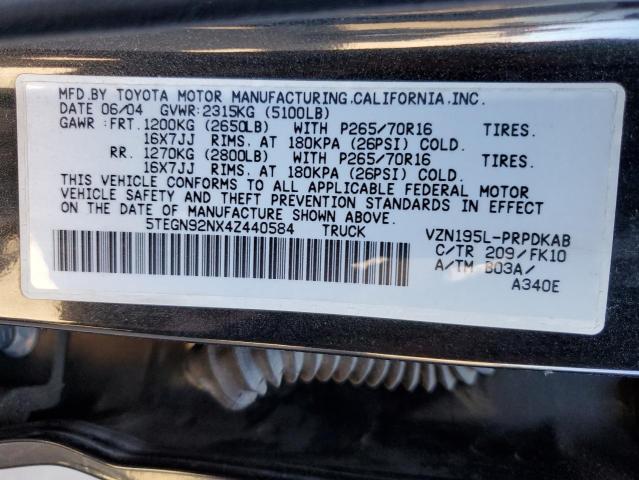 MFD.BY TOYOTA MOTOR MANUFACTURING.CALIFORNIA.INC.
DATE 06/04 GVWR:2315KG (5100LB)
GAWR :FRT.1200KG (2650LB) WITH P265/70R16 TIRES.
16X7JJ RIMS. AT 180KPA (26PSI) COLD.
RR. 1270KG (2800LB) WITH P265/70R16 TIRES.
16X7JJ RIMS. AT 180KPA (26PSI) COLD.
THIS VEHICLE CONFORMS TO ALL APPLICABLE FEDERAL MOTOR
VEHICLE SAFETY AND THEFT PREVENTION STANDARDS IN EFFECT
ON THE DATE OF MANUFACTURE SHOWN ABOVE.
5TEGN92NX4Z440584 TRUCK VZN195L-PRPDKAB
C/TR 209/FK10
A/TM B03A/
A340E